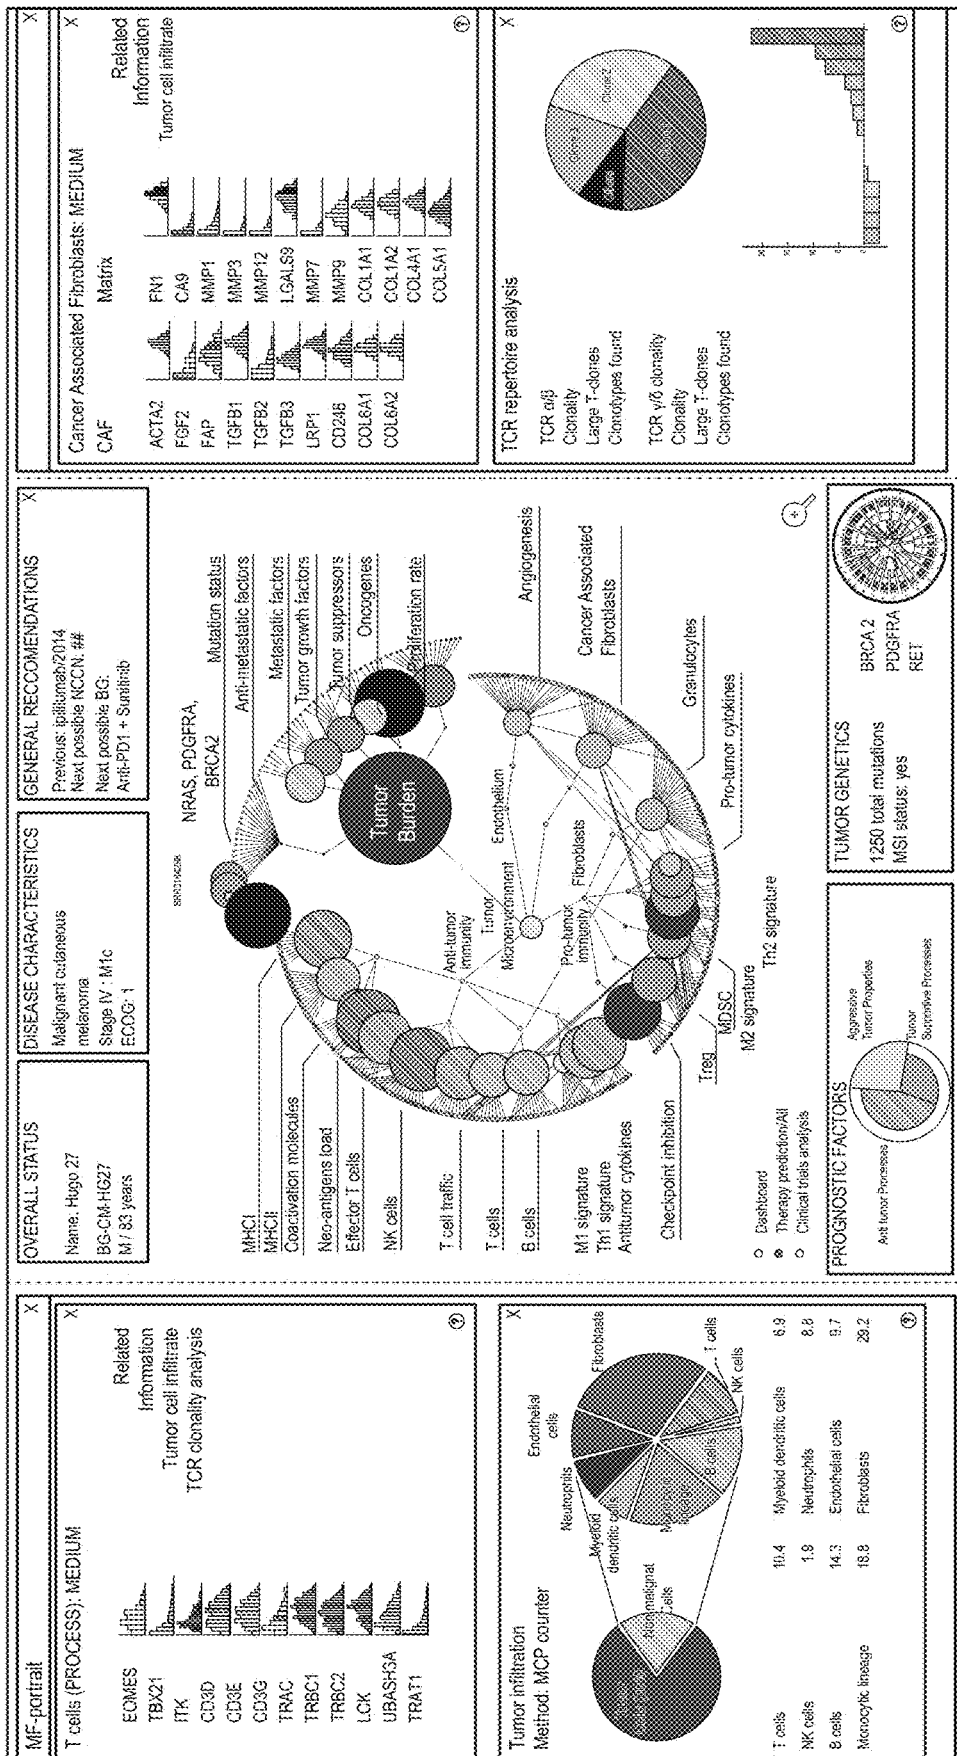 MF-portrait X
T cells (PROCESS): MEDIUM X
EOMES
TBX21
ITK
CD3D
CD3E
CD3G
TRAC
TRBC1
TRBC2
LCK
UBASH3A
TRAT1
Related
Information
Tumor cell infiltrate
TCR clonality analysis
?
Tumor infiltration X
Method: MCP counter
Cells
Neutrophils
Endothelial
cells
Fibroblasts
Myeloid
dendritic cells
B cells
T cells
NK cells
T cells 10.4 Myeloid dendritic cells 6.9
NK cells 1.9 Neutrophils 8.8
B cells 14.3 Endothelial cells 9.7
Monocytic lineage 18.8 Fibroblasts 29.2
?
OVERALL STATUS
Name: Hugo 27
BG-CM-HG27
M / 83 years
DISEASE CHARACTERISTICS
Malignant cutaneous
melanoma
Stage IV : M1c
ECOG: 1
GENERAL RECCOMENDATIONS X
Previous: ipilitumab/2014
Next possible NCCN: ##
Next possible BG:
Anti-PD1 + Sunitinib
MHCI
MHCII
Coactivation molecules
Neo-antigens load
Effector T cells
NK cells
T cell traffic
T cells
B cells
M1 signature
Th1 signature
Antitumor cytokines
Checkpoint inhibition
Treg
MDSC
M2 signature
Th2 signature
NRAS, PDGFRA,
BRCA2
Mutation status
Anti-metastatic factors
Metastatic factors
Tumor growth factors
Tumor suppressors
Oncogenes
Proliferation rate
Tumor
Burden
Anti-tumor
immunity
Tumor
Microenvironment
Pro-tumor
immunity
Endothelium
Fibroblasts
Angiogenesis
Cancer Associated
Fibroblasts
Granulocytes
Pro-tumor cytokines
Dashboard
Therapy prediction/All
Clinical trials analysis
PROGNOSTIC FACTORS
Anti tumor Processes
Aggressive
Tumor Properties
Tumor
Supportive Processes
TUMOR GENETICS
1250 total mutations
MSI status: yes
BRCA 2
PDGFRA
RET
X
Cancer Associated Fibroblasts: MEDIUM X
CAF
ACTA2
FGF2
FAP
TGFB1
TGFB2
TGFB3
LRP1
CD248
COL6A1
COL6A2
Matrix
FN1
CA9
MMP1
MMP3
MMP12
LGALS9
MMP7
MMP9
COL1A1
COL1A2
COL4A1
COL5A1
Related
Information
Tumor cell infiltrate
?
TCR repertoire analysis X
TCR α/β
Clonality
Large T-clones
Clonotypes found
TCR γ/δ clonality
Clonality
Large T-clones
Clonotypes found
?